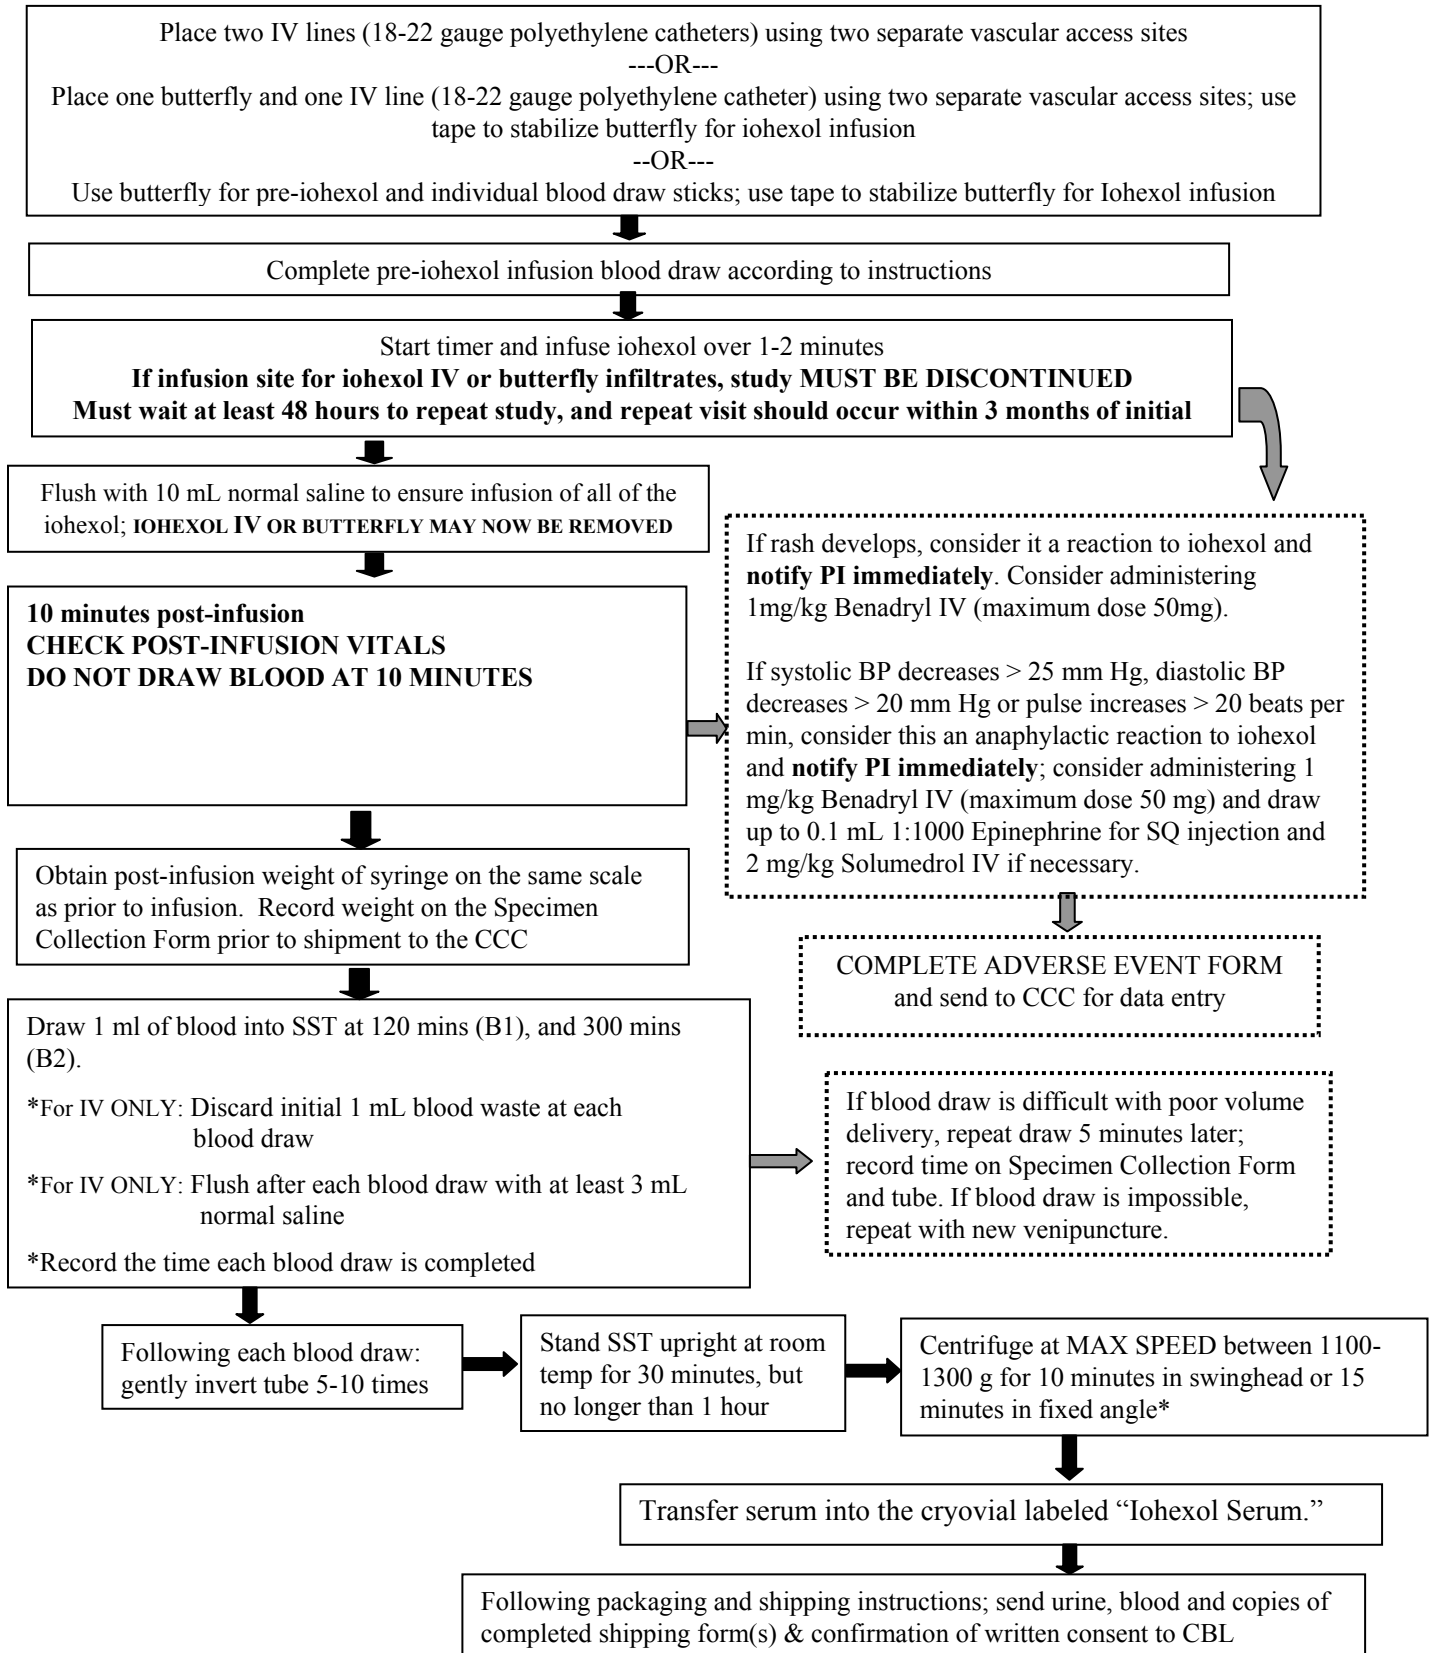 Place two IV lines (18-22 gauge polyethylene catheters) using two separate vascular access sites
---OR---
Place one butterfly and one IV line (18-22 gauge polyethylene catheter) using two separate vascular access sites; use
tape to stabilize butterfly for iohexol infusion
--OR---
Use butterfly for pre-iohexol and individual blood draw sticks; use tape to stabilize butterfly for Iohexol infusion
Complete pre-iohexol infusion blood draw according to instructions
Start timer and infuse iohexol over 1-2 minutes
If infusion site for iohexol IV or butterfly infiltrates, study MUST BE DISCONTINUED
Must wait at least 48 hours to repeat study, and repeat visit should occur within 3 months of initial
Flush with 10 mL normal saline to ensure infusion of all of the
iohexol; IOHEXOL IV OR BUTTERFLY MAY NOW BE REMOVED
10 minutes post-infusion
CHECK POST-INFUSION VITALS
DO NOT DRAW BLOOD AT 10 MINUTES
If rash develops, consider it a reaction to iohexol and
notify PI immediately. Consider administering
1mg/kg Benadryl IV (maximum dose 50mg).
If systolic BP decreases > 25 mm Hg, diastolic BP
decreases > 20 mm Hg or pulse increases > 20 beats per
min, consider this an anaphylactic reaction to iohexol
and notify PI immediately; consider administering 1
mg/kg Benadryl IV (maximum dose 50 mg) and draw
up to 0.1 mL 1:1000 Epinephrine for SQ injection and
2 mg/kg Solumedrol IV if necessary.
COMPLETE ADVERSE EVENT FORM
and send to CCC for data entry
Obtain post-infusion weight of syringe on the same scale
as prior to infusion. Record weight on the Specimen
Collection Form prior to shipment to the CCC
Draw 1 ml of blood into SST at 120 mins (B1), and 300 mins
(B2).
*For IV ONLY: Discard initial 1 mL blood waste at each
blood draw
*For IV ONLY: Flush after each blood draw with at least 3 mL
normal saline
*Record the time each blood draw is completed
If blood draw is difficult with poor volume
delivery, repeat draw 5 minutes later;
record time on Specimen Collection Form
and tube. If blood draw is impossible,
repeat with new venipuncture.
Following each blood draw:
gently invert tube 5-10 times
Stand SST upright at room
temp for 30 minutes, but
no longer than 1 hour
Centrifuge at MAX SPEED between 1100-
1300 g for 10 minutes in swinghead or 15
minutes in fixed angle*
Transfer serum into the cryovial labeled “Iohexol Serum.”
Following packaging and shipping instructions; send urine, blood and copies of
completed shipping form(s) & confirmation of written consent to CBL